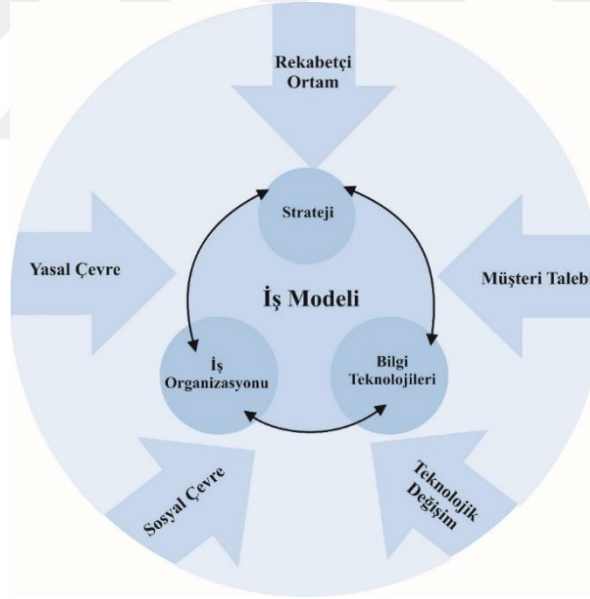 Rekabetçi
Ortam
Strateji
Yasal Çevre
Müşteri Talebi
İş Modeli
İş
Organizasyonu
Bilgi
Teknolojileri
Sosyal Çevre
Teknolojik
Değişim